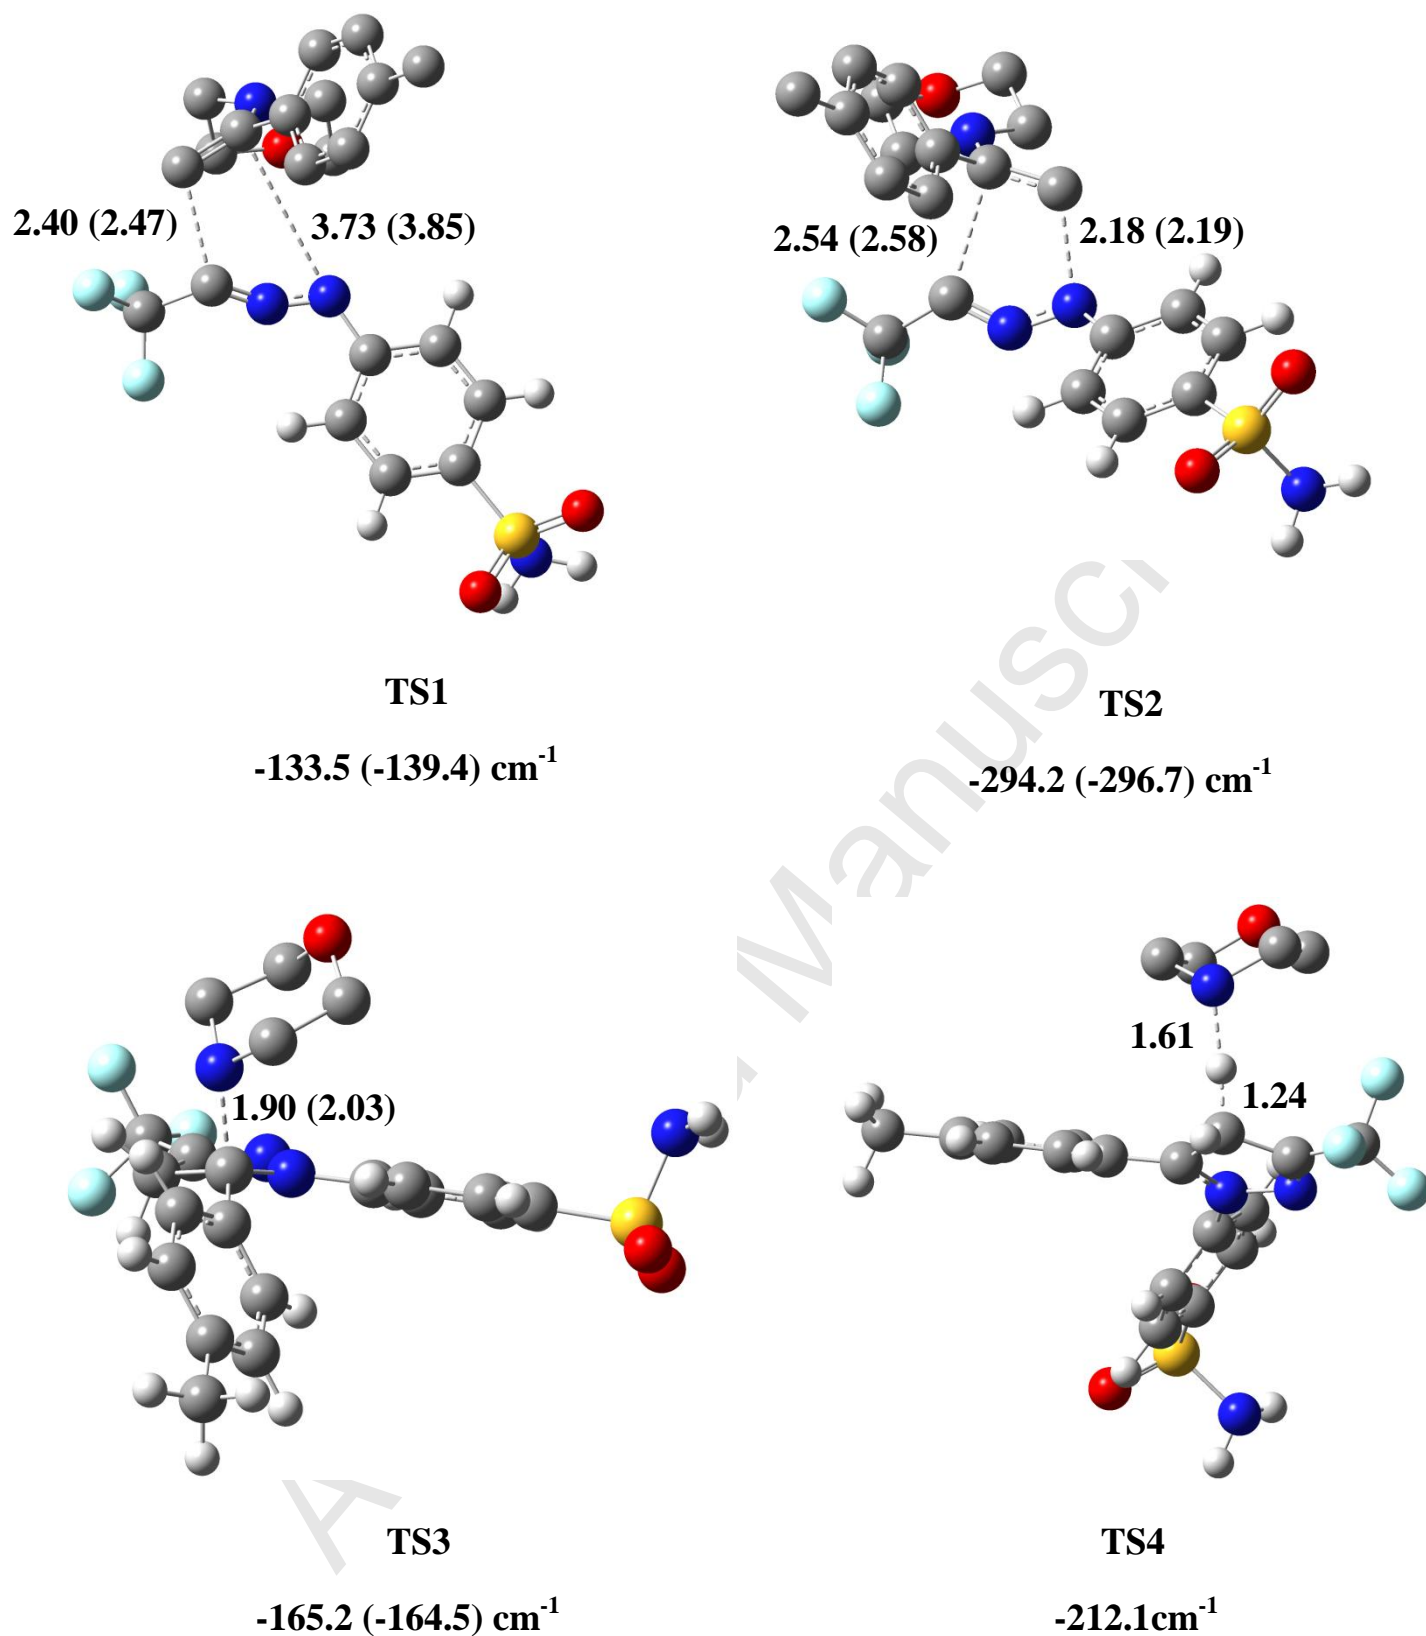 2.40 (2.47)
3.73 (3.85)
2.54 (2.58)
2.18 (2.19)
TS1
-133.5 (-139.4) cm-1
TS2
-294.2 (-296.7) cm-1
1.90 (2.03)
1.61
1.24
TS3
-165.2 (-164.5) cm-1
TS4
-212.1cm-1